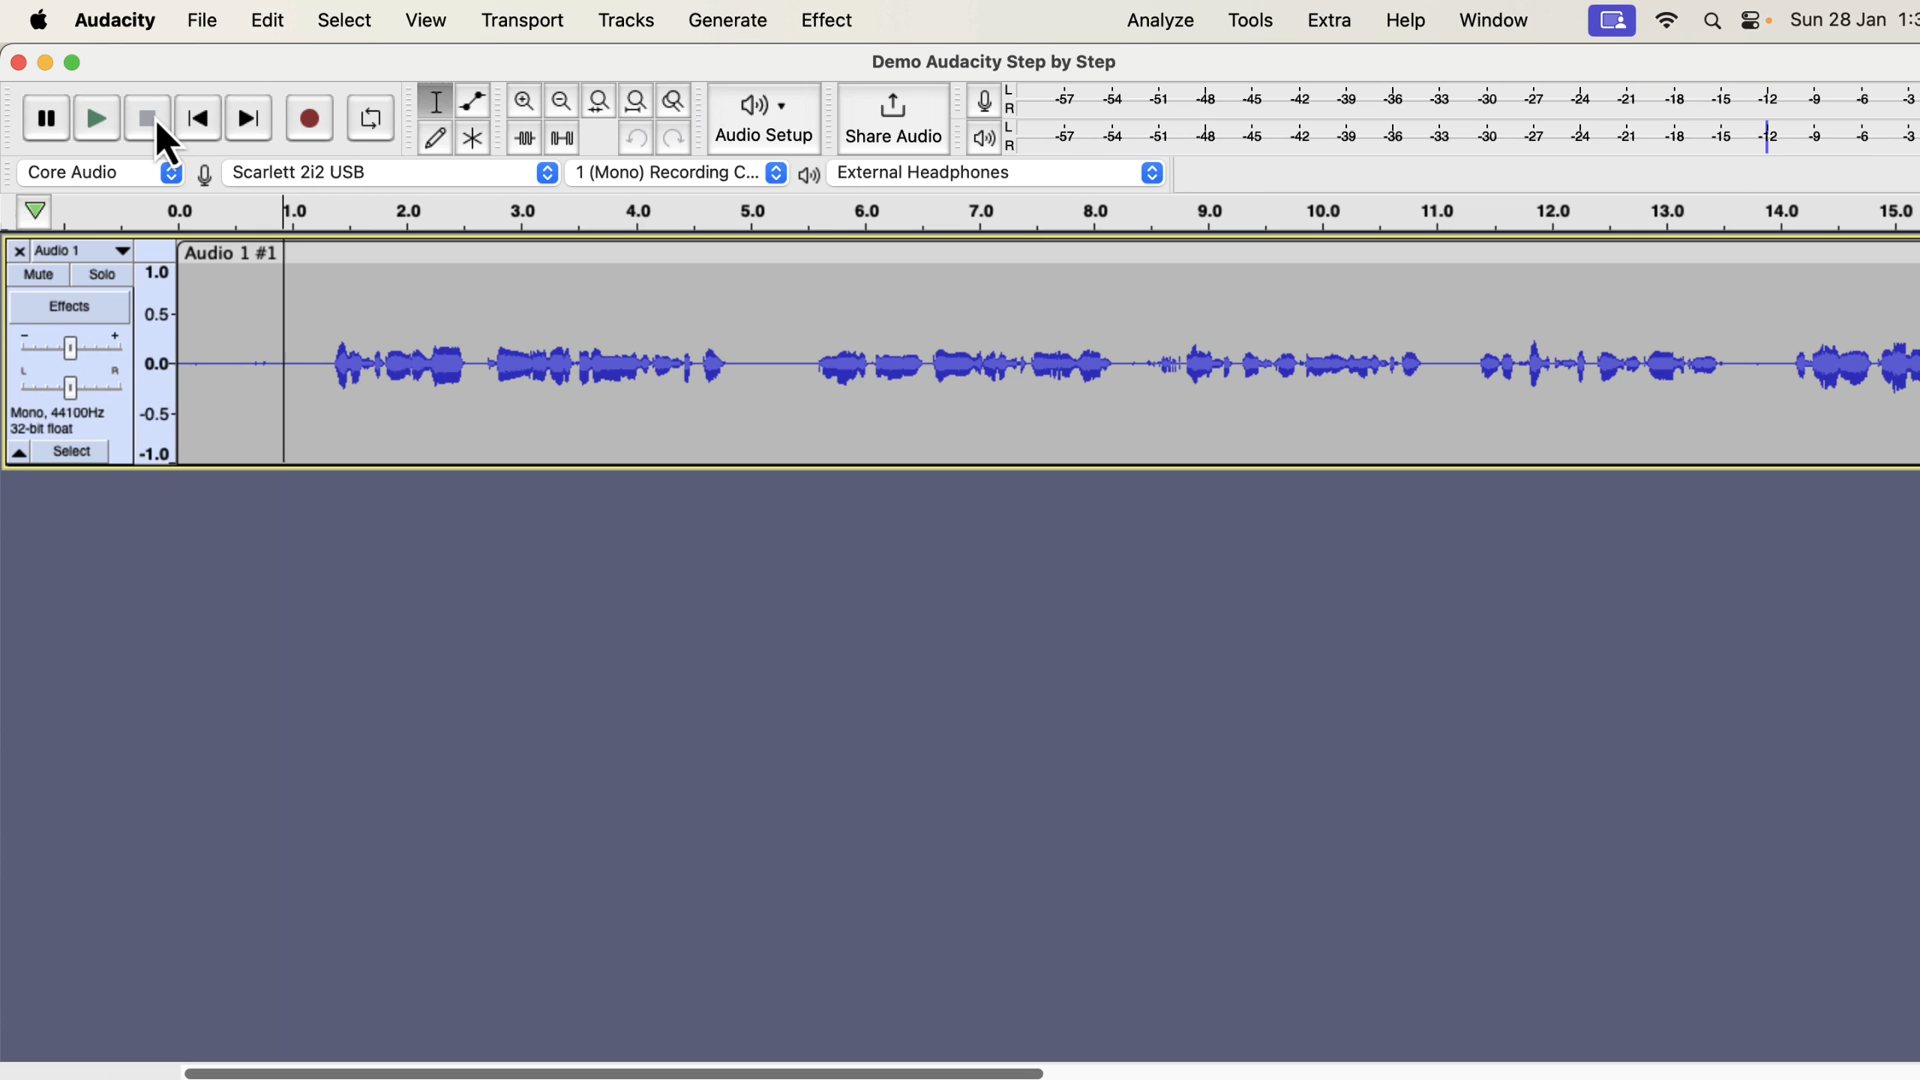 Audacity File Edit Select View Transport Tracks Generate Effect Analyze Tools Extra Help Window Sun 28 Jan
Demo Audacity Step by Step
L -57 -54 -51 -48 -45 -42 -39 -36 -33 -30 -27 -24 -21 -18 -15 -12 -9 -6 -3
R
Audio Setup Share Audio
L -57 -54 -51 -48 -45 -42 -39 -36 -33 -30 -27 -24 -21 -18 -15 -12 -9 -6 -3
R
Core Audio Scarlett 2i2 USB 1 (Mono) Recording C... External Headphones
0.0 1.0 2.0 3.0 4.0 5.0 6.0 7.0 8.0 9.0 10.0 11.0 12.0 13.0 14.0 15.0
Audio 1 Audio 1 #1
Mute Solo 1.0
Effects 0.5
- +
0.0
L R
Mono, 44100Hz -0.5
32-bit float
Select -1.0